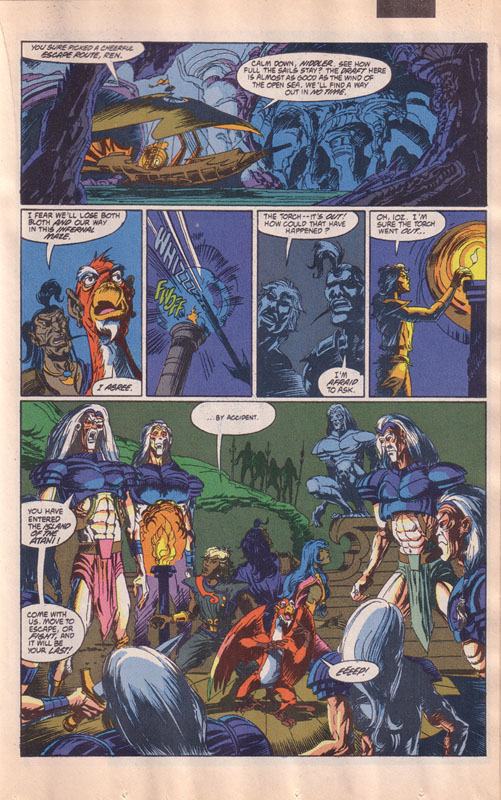 YOU SURE PICKED A CHEERFUL
ESCAPE ROUTE, REN.
CALM DOWN, NIDDLER. SEE HOW
FULL THE SAILS STAY? THE DRAFT HERE
IS ALMOST AS GOOD AS THE WIND OF
THE OPEN SEA. WE'LL FIND A WAY
OUT IN NO TIME.
I FEAR WE'LL LOSE BOTH
BLOTH AND OUR WAY
IN THIS INFERNAL
MAZE.
I AGREE.
WHIZZZ
FWOFF
THE TORCH--IT'S OUT!
HOW COULD THAT HAVE
HAPPENED?
I'M
AFRAID
TO ASK.
OH, IOZ. I'M
SURE THE TORCH
WENT OUT...
...BY ACCIDENT.
YOU HAVE
ENTERED
THE ISLAND
OF THE
ATANI!
COME WITH
US. MOVE TO
ESCAPE, OR
FIGHT, AND
IT WILL BE
YOUR LAST!
EEEEP!